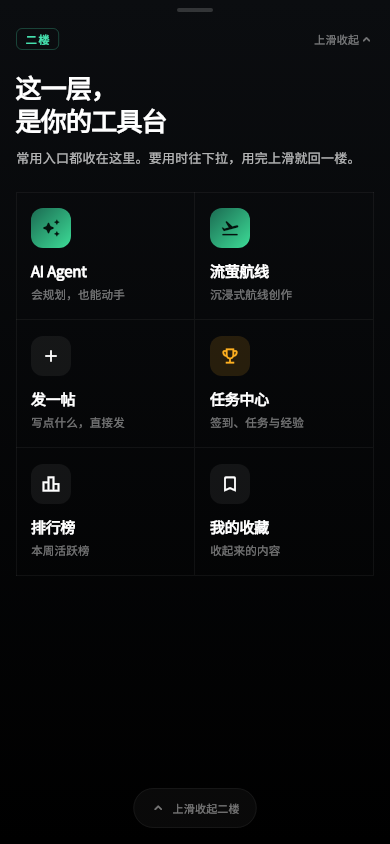 二楼
上滑收起
这一层，
是你的工具台
常用入口都收在这里。要用时往下拉，用完上滑就回一楼。
AI Agent
会规划，也能动手
流萤航线
沉浸式航线创作
发一帖
写点什么，直接发
任务中心
签到、任务与经验
排行榜
本周活跃榜
我的收藏
收起来的内容
上滑收起二楼